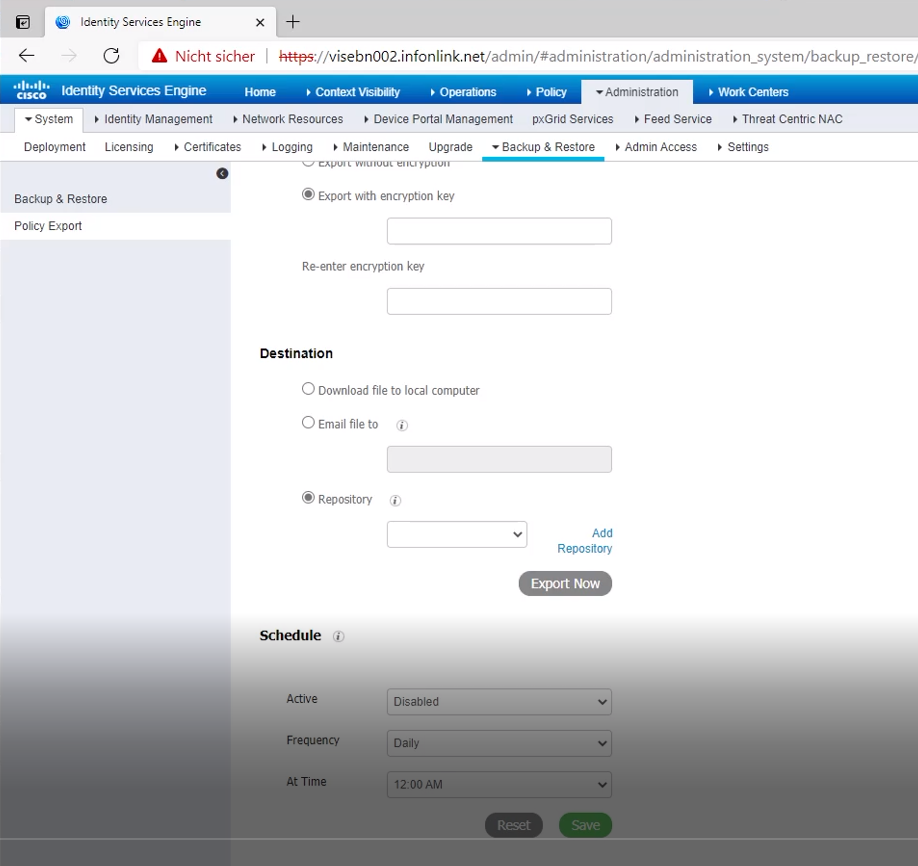 Identity Services Engine
Nicht sicher https://visebn002.infonlink.net/admin/#administration/administration_system/backup_restore/
CISCO Identity Services Engine Home Context Visibility Operations Policy Administration Work Centers
System Identity Management Network Resources Device Portal Management pxGrid Services Feed Service Threat Centric NAC
Deployment Licensing Certificates Logging Maintenance Upgrade Backup & Restore Admin Access Settings
Backup & Restore
Policy Export
Export without encryption
Export with encryption key
Re-enter encryption key
Destination
Download file to local computer
Email file to
Repository
Add
Repository
Export Now
Schedule
Active Disabled
Frequency Daily
At Time 12:00 AM
Reset Save